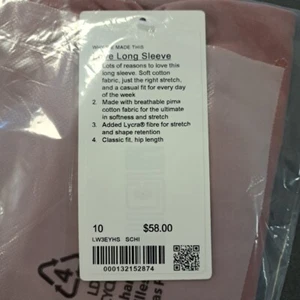 MADE THIS
Long Sleeve
Lots of reasons to love this
long sleeve. Soft cotton
fabric, just the right stretch,
and a casual fit for every day
of the week
2. Made with breathable pima
cotton fabric for the ultimate
in softness and stretch
3. Added Lycra® fibre for stretch
and shape retention
4. Classic fit, hip length
10 $58.00
LW3EYHS SCHI
000132152874
4